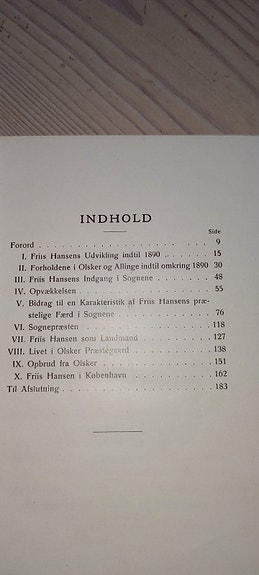 INDHOLD
Side
Forord . . . . . . . . . . . . . . . . 9
I. Friis Hansens Udvikling indtil 1890 . . . . . 15
II. Forholdene i Olsker og Allinge indtil omkring 1890 30
III. Friis Hansens Indgang i Sognene . . . . . . 48
IV. Opvækkelsen . . . . . . . . . . . . . 55
V. Bidrag til en Karakteristik af Friis Hansens præ-
stelige Færd i Sognene . . . . . . . . . . 76
VI. Sognepræsten . . . . . . . . . . . . . 118
VII. Friis Hansen som Landmand . . . . . . . 127
VIII. Livet i Olsker Præstegaard . . . . . . . . 138
IX. Opbrud fra Olsker . . . . . . . . . . . 151
X. Friis Hansen i København . . . . . . . . 162
Til Afslutning . . . . . . . . . . . . . . 183